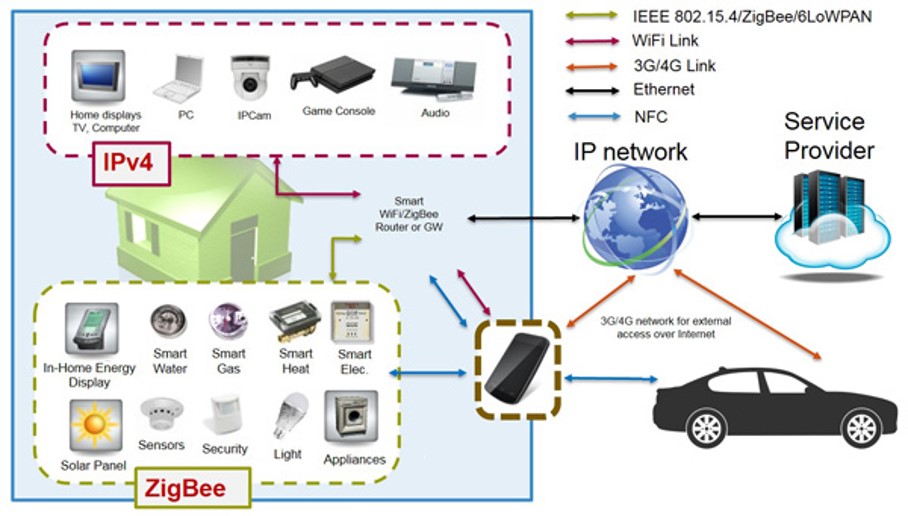 IEEE 802.15.4/ZigBee/6LoWPAN
WiFi Link
3G/4G Link
Ethernet
NFC
Home displays
TV, Computer
PC
IPCam
Game Console
Audio
IPv4
Smart
WiFi/ZigBee
Router or GW
IP network
Service
Provider
3G/4G network for external
access over Internet
In-Home Energy
Display
Smart
Water
Smart
Gas
Smart
Heat
Smart
Elec.
Solar Panel
Sensors
Security
Light
Appliances
ZigBee